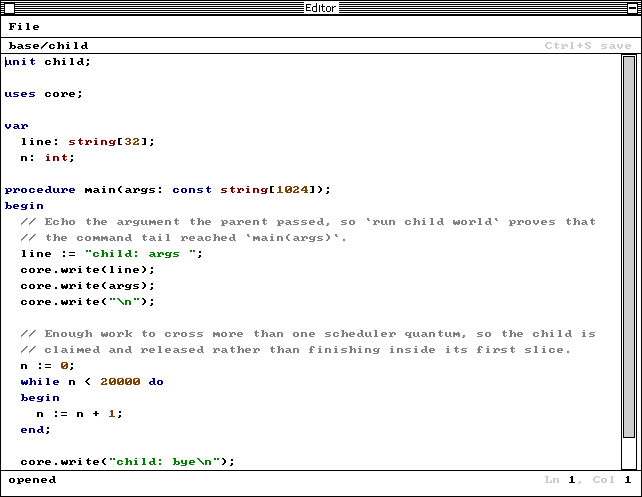 Editor
File
base/child Ctrl+S save
unit child;
uses core;
var
line: string[32];
n: int;
procedure main(args: const string[1024]);
begin
// Echo the argument the parent passed, so `run child world` proves that
// the command tail reached `main(args)`.
line := "child: args ";
core.write(line);
core.write(args);
core.write("\n");
// Enough work to cross more than one scheduler quantum, so the child is
// claimed and released rather than finishing inside its first slice.
n := 0;
while n < 20000 do
begin
n := n + 1;
end;
core.write("child: bye\n");
opened Ln 1, Col 1